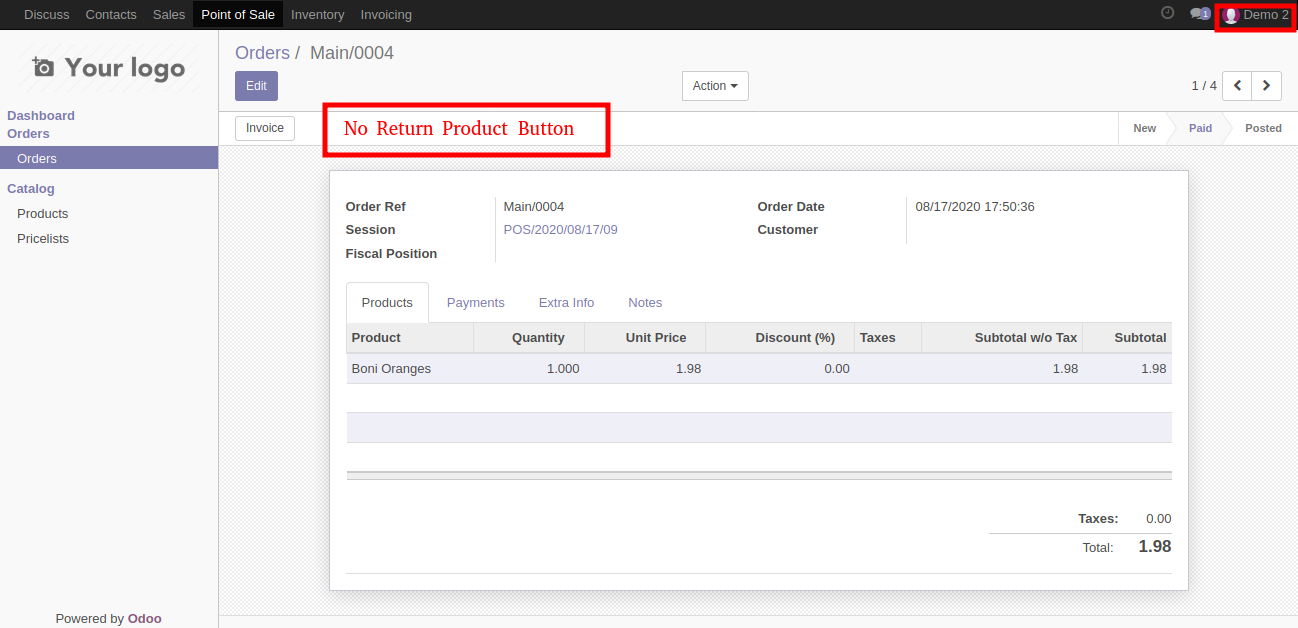 Discuss Contacts Sales Point of Sale Inventory Invoicing 1 Demo 2
Your logo
Orders / Main/0004
Edit Action 1 / 4
Dashboard
Orders
Orders
Catalog
Products
Pricelists
Powered by Odoo
Invoice No Return Product Button New Paid Posted
Order Ref Main/0004 Order Date 08/17/2020 17:50:36
Session POS/2020/08/17/09 Customer
Fiscal Position
Products Payments Extra Info Notes
Product Quantity Unit Price Discount (%) Taxes Subtotal w/o Tax Subtotal
Boni Oranges 1.000 1.98 0.00 1.98 1.98
Taxes: 0.00
Total: 1.98